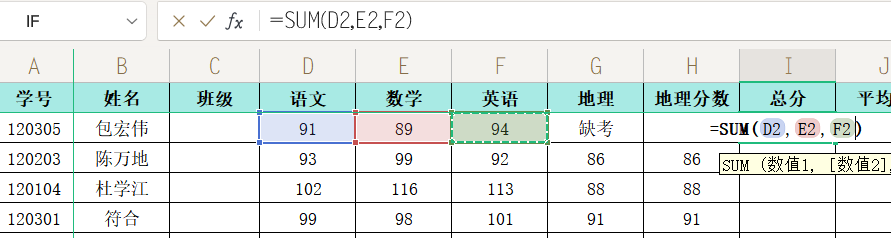 IF fx =SUM(D2,E2,F2)
A B C D E F G H I J
学号 姓名 班级 语文 数学 英语 地理 地理分数 总分 平均
120305 包宏伟 91 89 94 缺考 =SUM(D2,E2,F2)
120203 陈万地 93 99 92 86 86
SUM (数值1, [数值2],
120104 杜学江 102 116 113 88 88
120301 符合 99 98 101 91 91